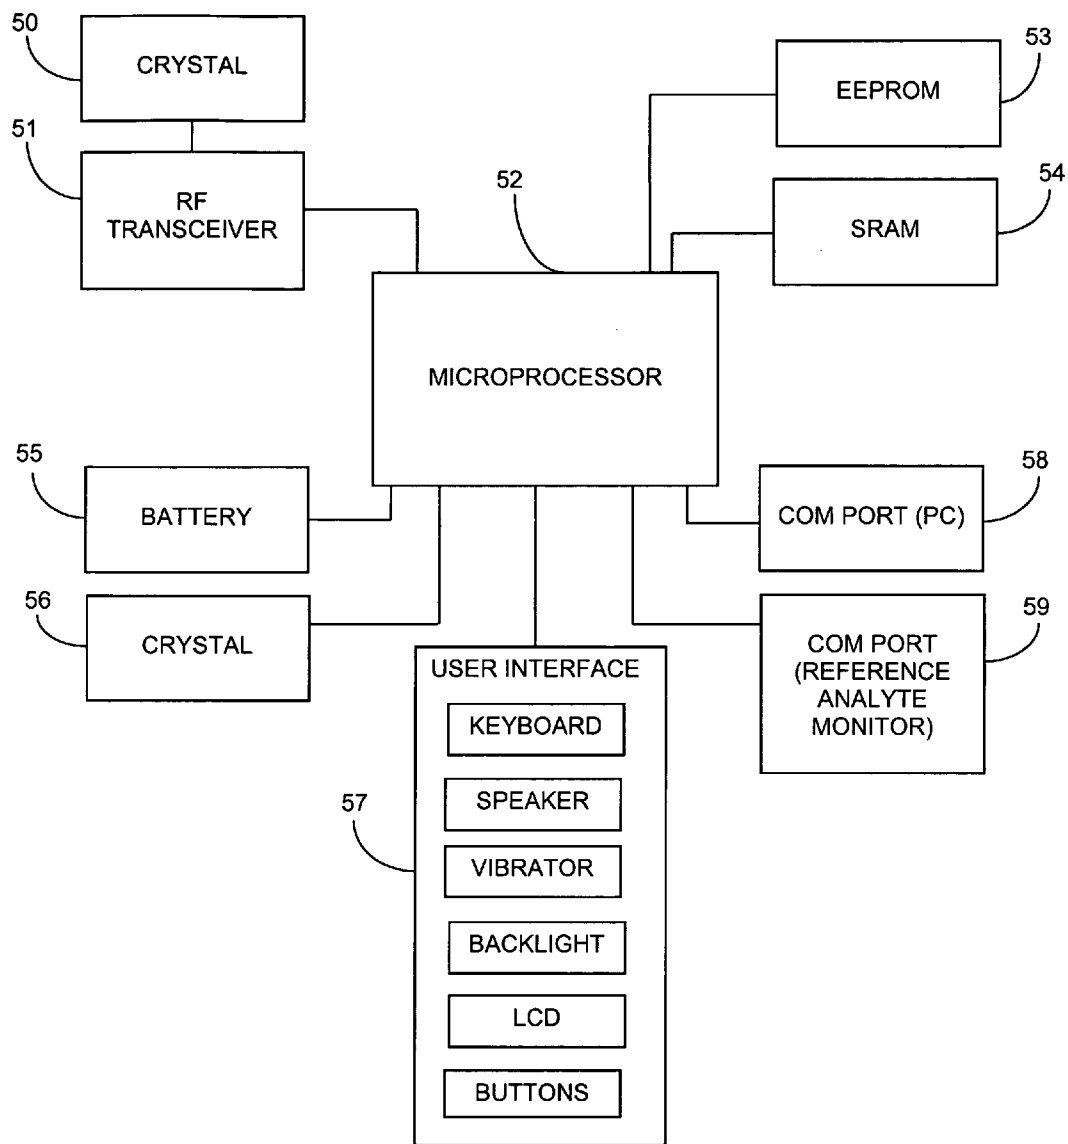 50
CRYSTAL
53
EEPROM
51
RF
TRANSCEIVER
52
54
SRAM
MICROPROCESSOR
55
BATTERY
58
COM PORT (PC)
56
CRYSTAL
59
COM PORT
(REFERENCE
ANALYTE
MONITOR)
USER INTERFACE
KEYBOARD
57
SPEAKER
VIBRATOR
BACKLIGHT
LCD
BUTTONS